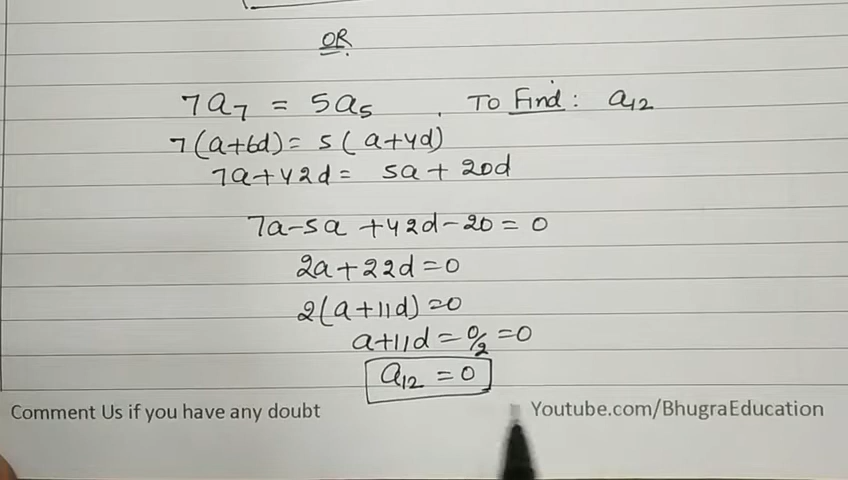 OR
7a₇ = 5a₅ , To Find : a₁₂
7(a+6d) = 5(a+4d)
7a+42d = 5a+20d
7a-5a +42d-20 = 0
2a+22d=0
2(a+11d)=0
a+11d = 0/2 = 0
a₁₂ = 0
Comment Us if you have any doubt Youtube.com/BhugraEducation